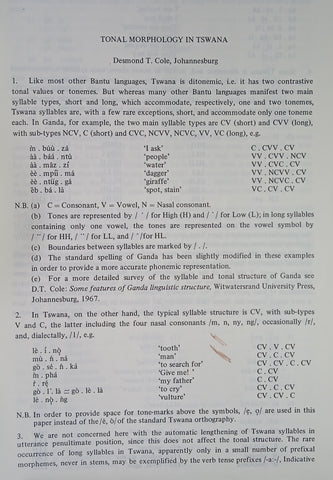 TONAL MORPHOLOGY IN TSWANA
Desmond T. Cole, Johannesburg
1. Like most other Bantu languages, Tswana is ditonemic, i.e. it has two contrastive
tonal values or tonemes. But whereas many other Bantu languages manifest two main
syllable types, short and long, which accommodate, respectively, one and two tonemes,
Tswana syllables are, with a few rare exceptions, short, and accommodate only one toneme
each. In Ganda, for example, the two main syllable types are CV (short) and CVV (long),
with sub-types NCV, C (short) and CVC, NCVV, NCVC, VV, VC (long), e.g.
‘I ask’ C . CVV . CV
‘people’ VV . CVV . NCV
‘water’ VV . CVC . CV
‘dagger’ VV . NCVV . CV
‘giraffe’ VV . NCVC . CV
‘spot, stain’ VC . CV . CV
N.B. (a) C = Consonant, V = Vowel, N = Nasal consonant.
(b) Tones are represented by / ´ / for High (H) and / ` / for Low (L); in long syllables
containing only one vowel, the tones are represented on the vowel symbol by
for HH, for LL, and / ^ /for HL.
(c) Boundaries between syllables are marked by / . /.
(d) The standard spelling of Ganda has been slightly modified in these examples
in order to provide a more accurate phonemic representation.
(e) For a more detailed survey of the syllable and tonal structure of Ganda see
D.T. Cole: Some features of Ganda linguistic structure, Witwatersrand University Press,
Johannesburg, 1967.
2. In Tswana, on the other hand, the typical syllable structure is CV, with sub-types
V and C, the latter including the four nasal consonants /m, n, ny, ng/, occasionally /r/,
and, dialectally, /l/, e.g.
‘tooth’ CV . V . CV
‘man’ CV . C . CV
‘to search for’ CV . CV . C . CV
‘Give me! ’ C . CV
‘my father’ C . CV
‘to cry’ CV . C . CV
‘vulture’ CV . CV . C
N.B. In order to provide space for tone-marks above the symbols, /ę, ǫ/ are used in this
paper instead of the /ê, ô/ of the standard Tswana orthography.
3. We are not concerned here with the automatic lengthening of Tswana syllables in
utterance penultimate position, since this does not affect the tonal structure. The rare
occurrence of long syllables in Tswana, apparently only in a small number of prefixal
morphemes, never in stems, may be exemplified by the verb tense prefixes /-a:-/, Indicative